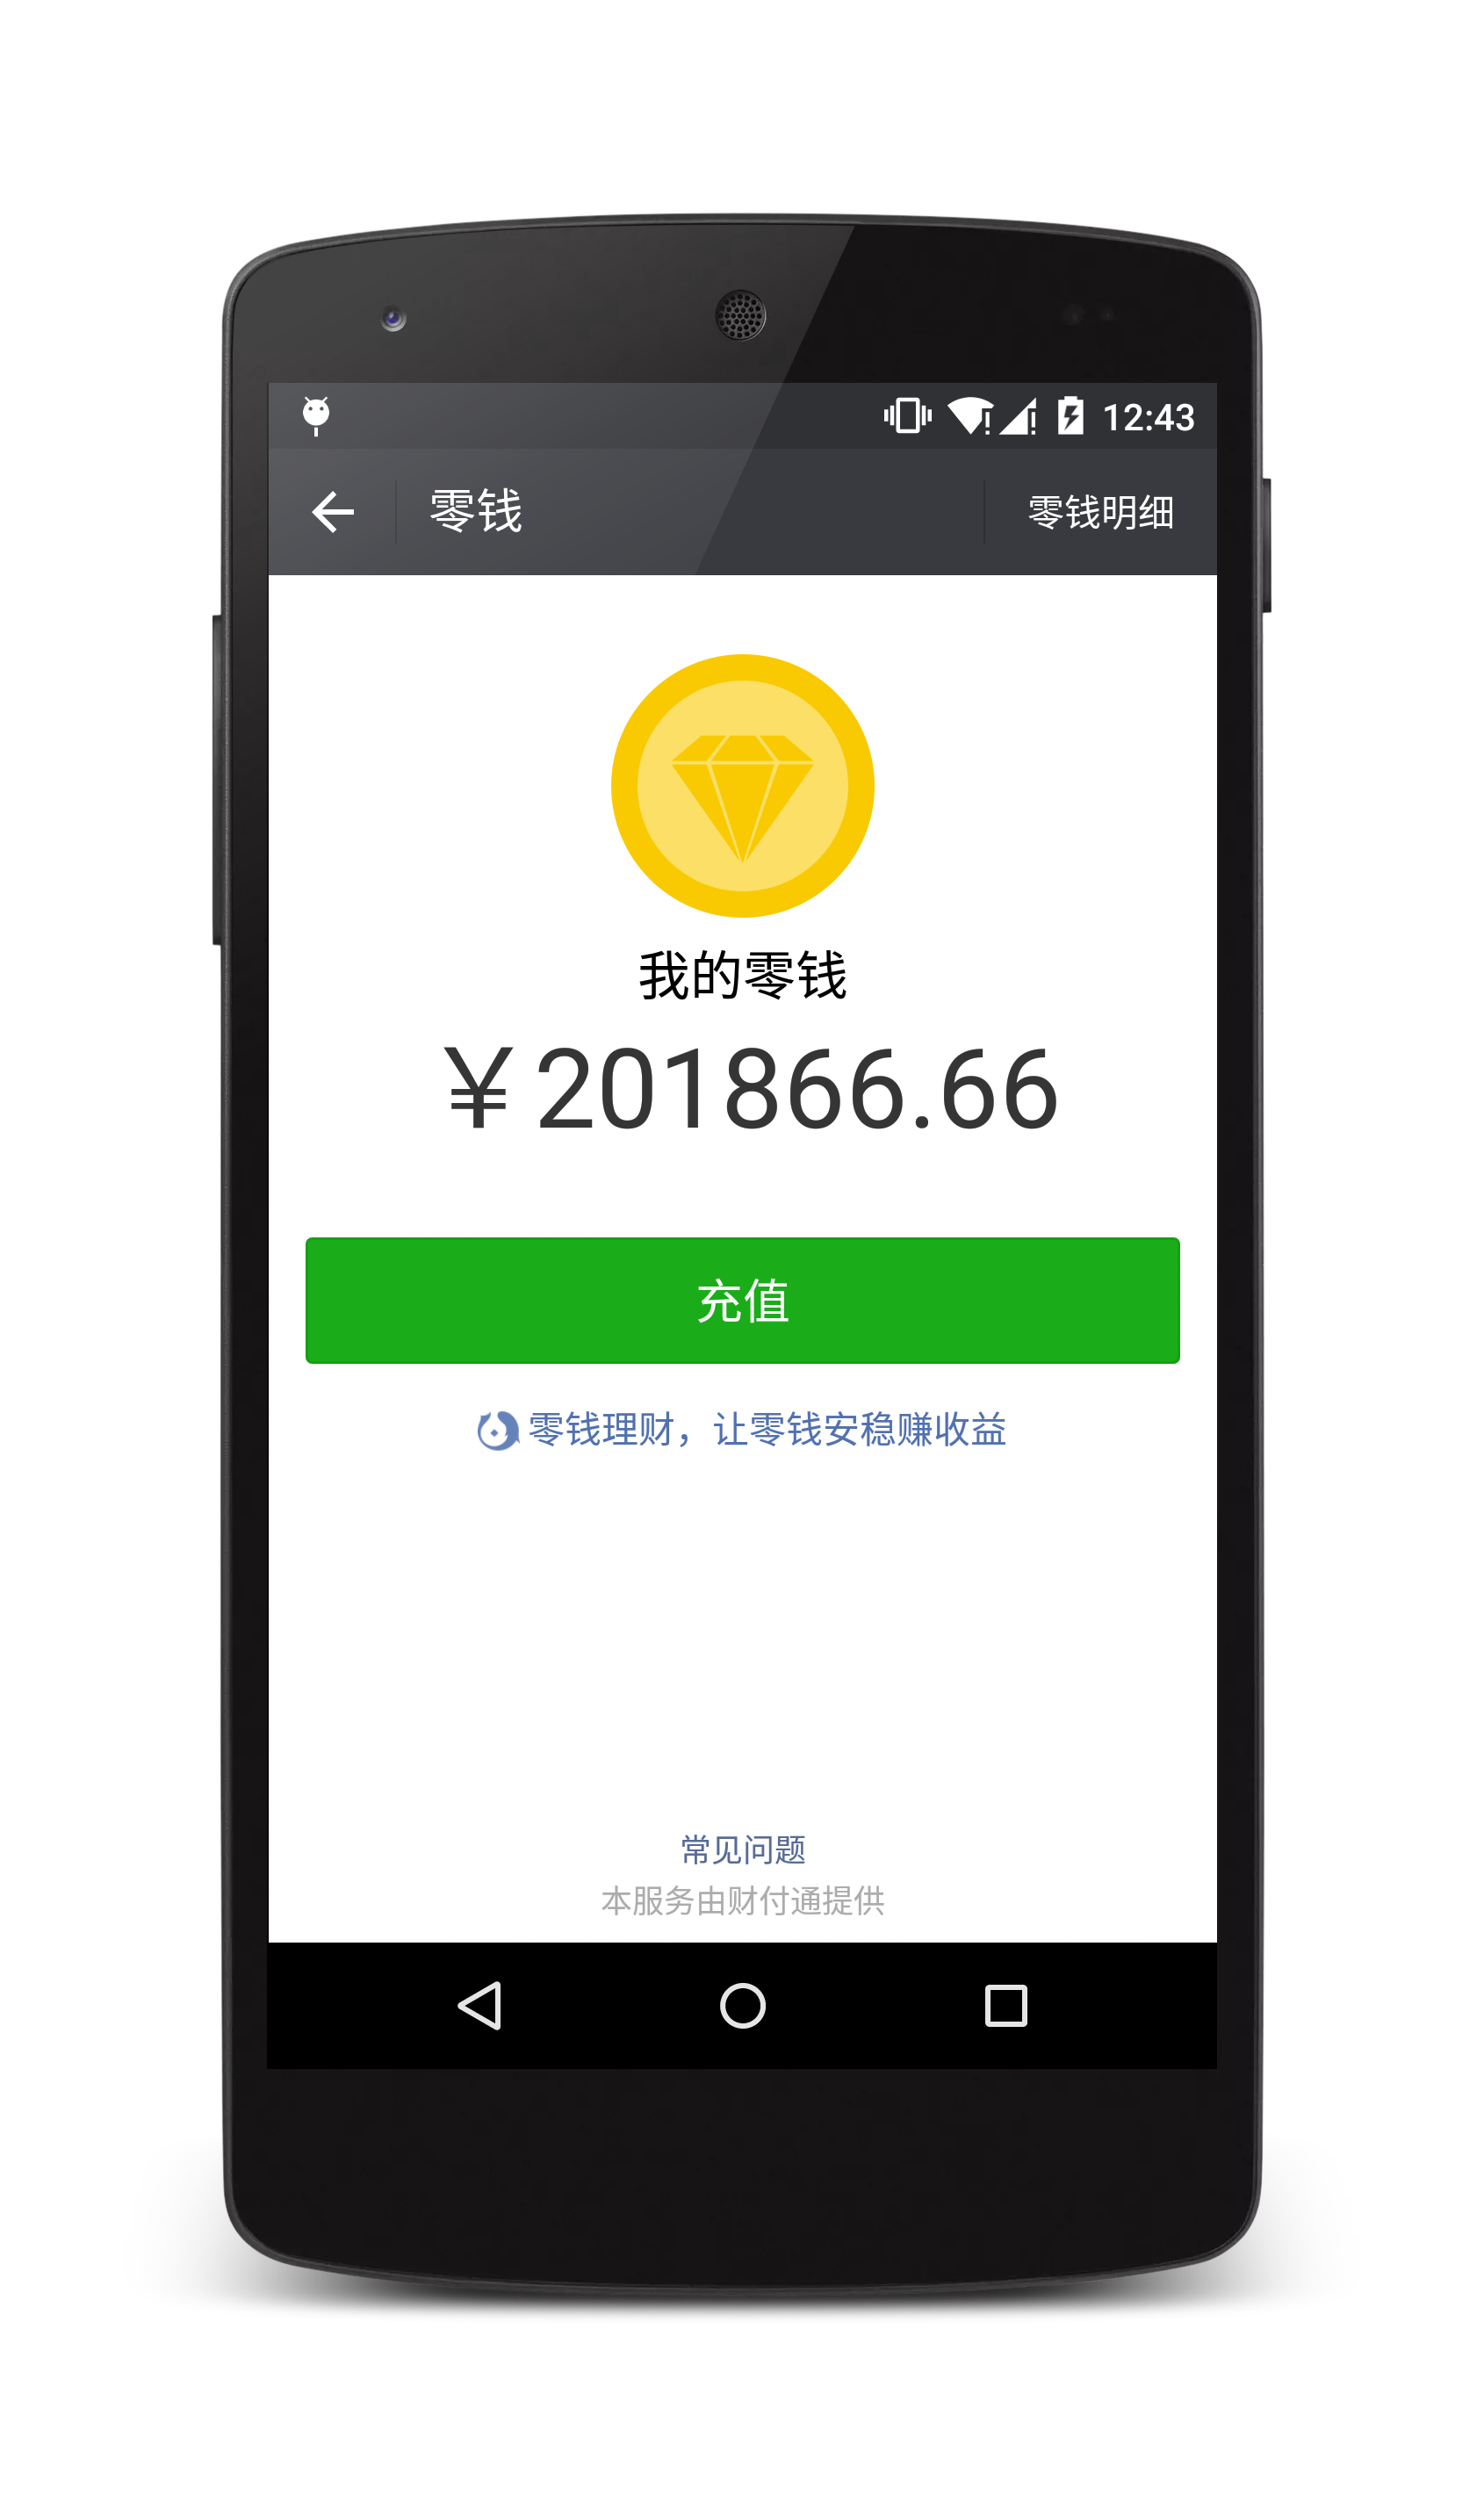 12:43
零钱
零钱明细
我的零钱
￥201866.66
充值
零钱理财，让零钱安稳赚收益
常见问题
本服务由财付通提供